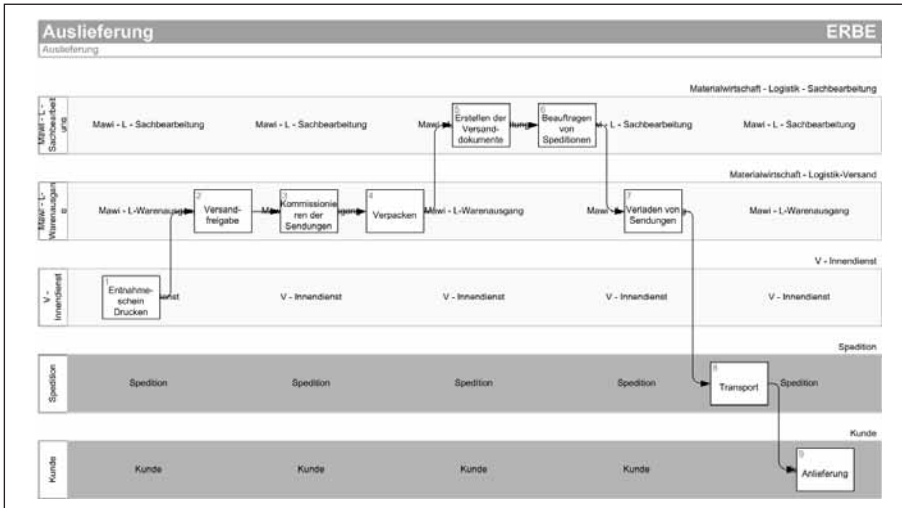 Auslieferung ERBE
Auslieferung
Materialwirtschaft - Logistik - Sachbearbeitung
Mawi - L -
Sachbearbeit
ung
Mawi - L - Sachbearbeitung
Mawi - L - Sachbearbeitung
5
Erstellen der
Versand-
dokumente
6
Beauftragen
von
Speditionen
- L - Sachbearbeitung
Mawi - L - Sachbearbeitung
Materialwirtschaft - Logistik-Versand
Mawi - L-
Warenausgang
Mawi - L-Warenausgang
2
Versand-
freigabe
3
Kommissionie
ren der
Sendungen
4
Verpacken
Mawi - L-Warenausgang
7
Verladen von
Sendungen
Mawi - L-Warenausgang
V - Innendienst
V -
Innendienst
1
Entnahme-
schein
Drucken
V - Innendienst
V - Innendienst
V - Innendienst
V - Innendienst
Spedition
Spedition
Spedition
Spedition
Spedition
Spedition
8
Transport
Spedition
Kunde
Kunde
Kunde
Kunde
Kunde
Kunde
9
Anlieferung